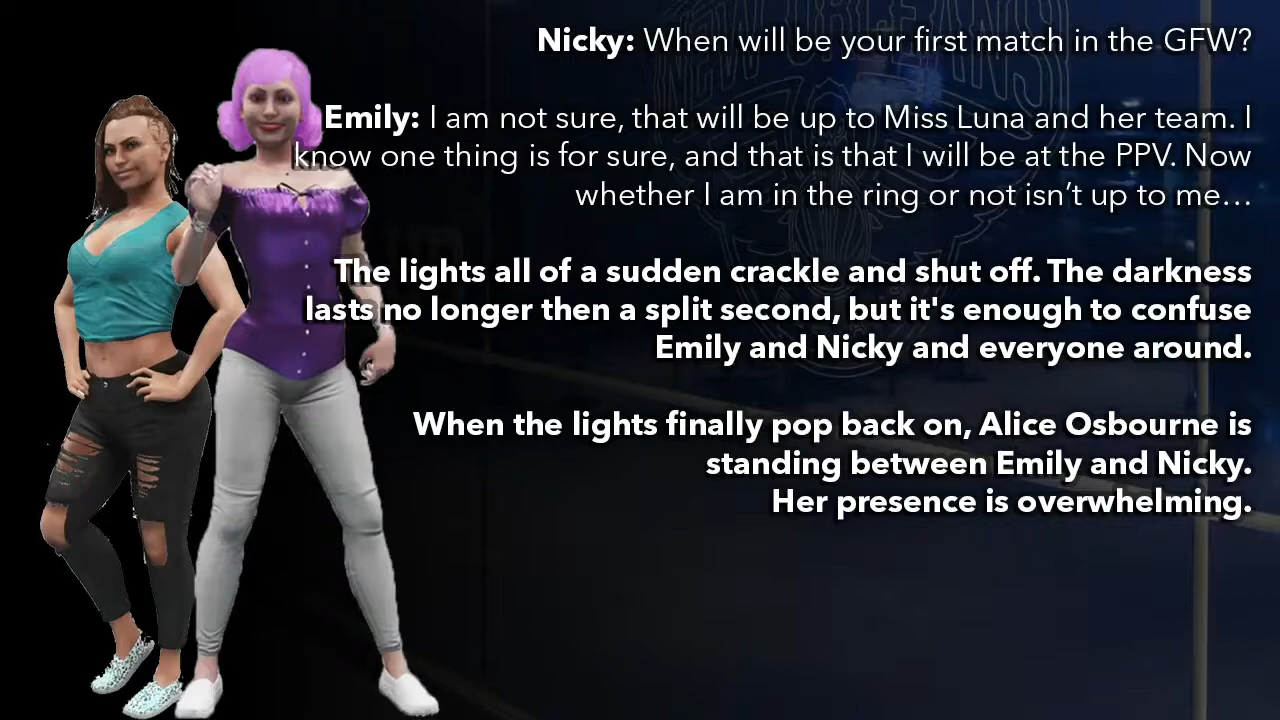 NEW ORLEANS
Nicky: When will be your first match in the GFW?
Emily: I am not sure, that will be up to Miss Luna and her team. I
know one thing is for sure, and that is that I will be at the PPV. Now
whether I am in the ring or not isn’t up to me…
The lights all of a sudden crackle and shut off. The darkness
lasts no longer then a split second, but it's enough to confuse
Emily and Nicky and everyone around.
When the lights finally pop back on, Alice Osbourne is
standing between Emily and Nicky.
Her presence is overwhelming.